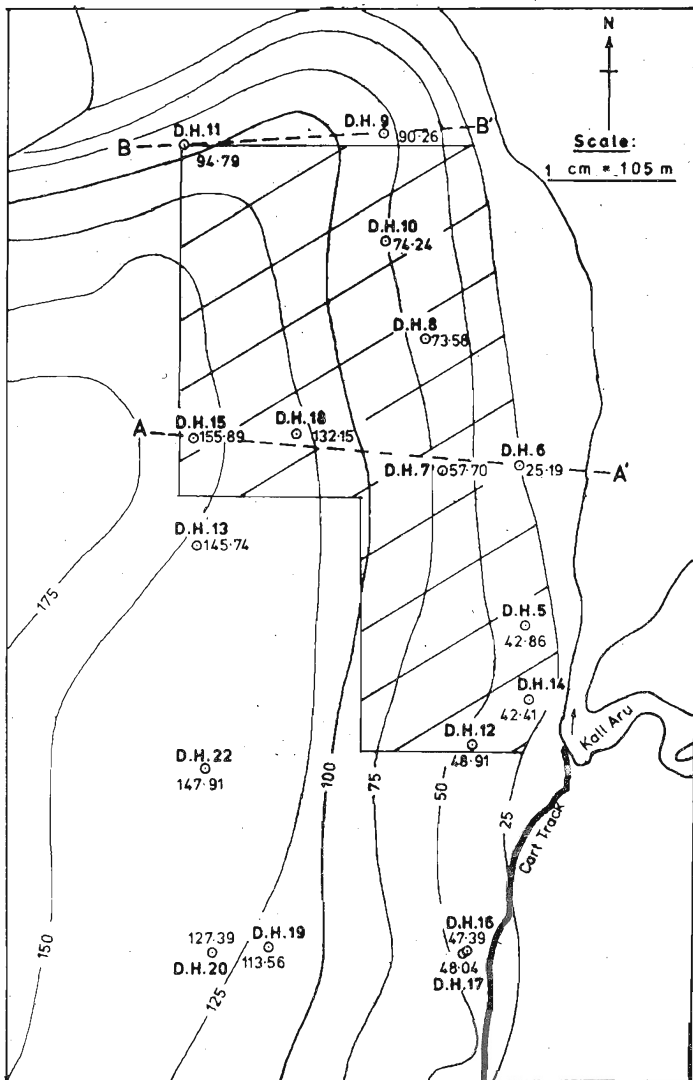 N
Scale:
1 cm = 105 m
D.H.11
94·79
D.H. 9
90·26
B
B'
D.H.10
74·24
D.H.8
73·58
A
D.H.15
155·89
D.H.18
132·15
D.H.7
57·70
D.H.6
25·19
A'
D.H.13
145·74
D.H.5
42·86
D.H.14
42·41
D.H.12
48·91
Kall Aru
175
D.H.22
147·91
100
75
50
25
Cart Track
127·39
D.H.20
D.H.19
113·56
D.H.16
47·39
48·04
D.H.17
150
125